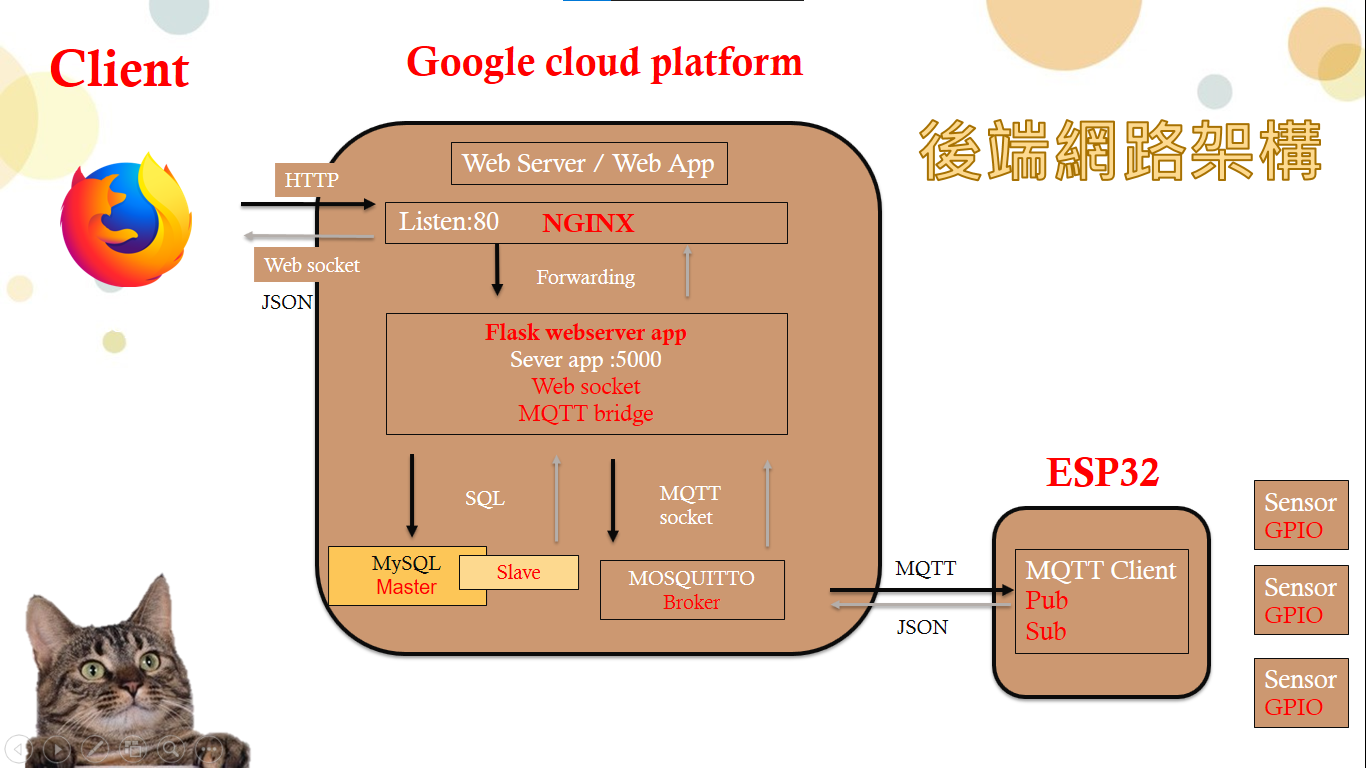 Client
Google cloud platform
後端網路架構
Web Server / Web App
HTTP
Listen:80 NGINX
Web socket
JSON
Forwarding
Flask webserver app
Sever app :5000
Web socket
MQTT bridge
SQL
MQTT
socket
MySQL
Master
Slave
MOSQUITTO
Broker
MQTT
JSON
ESP32
MQTT Client
Pub
Sub
Sensor
GPIO
Sensor
GPIO
Sensor
GPIO